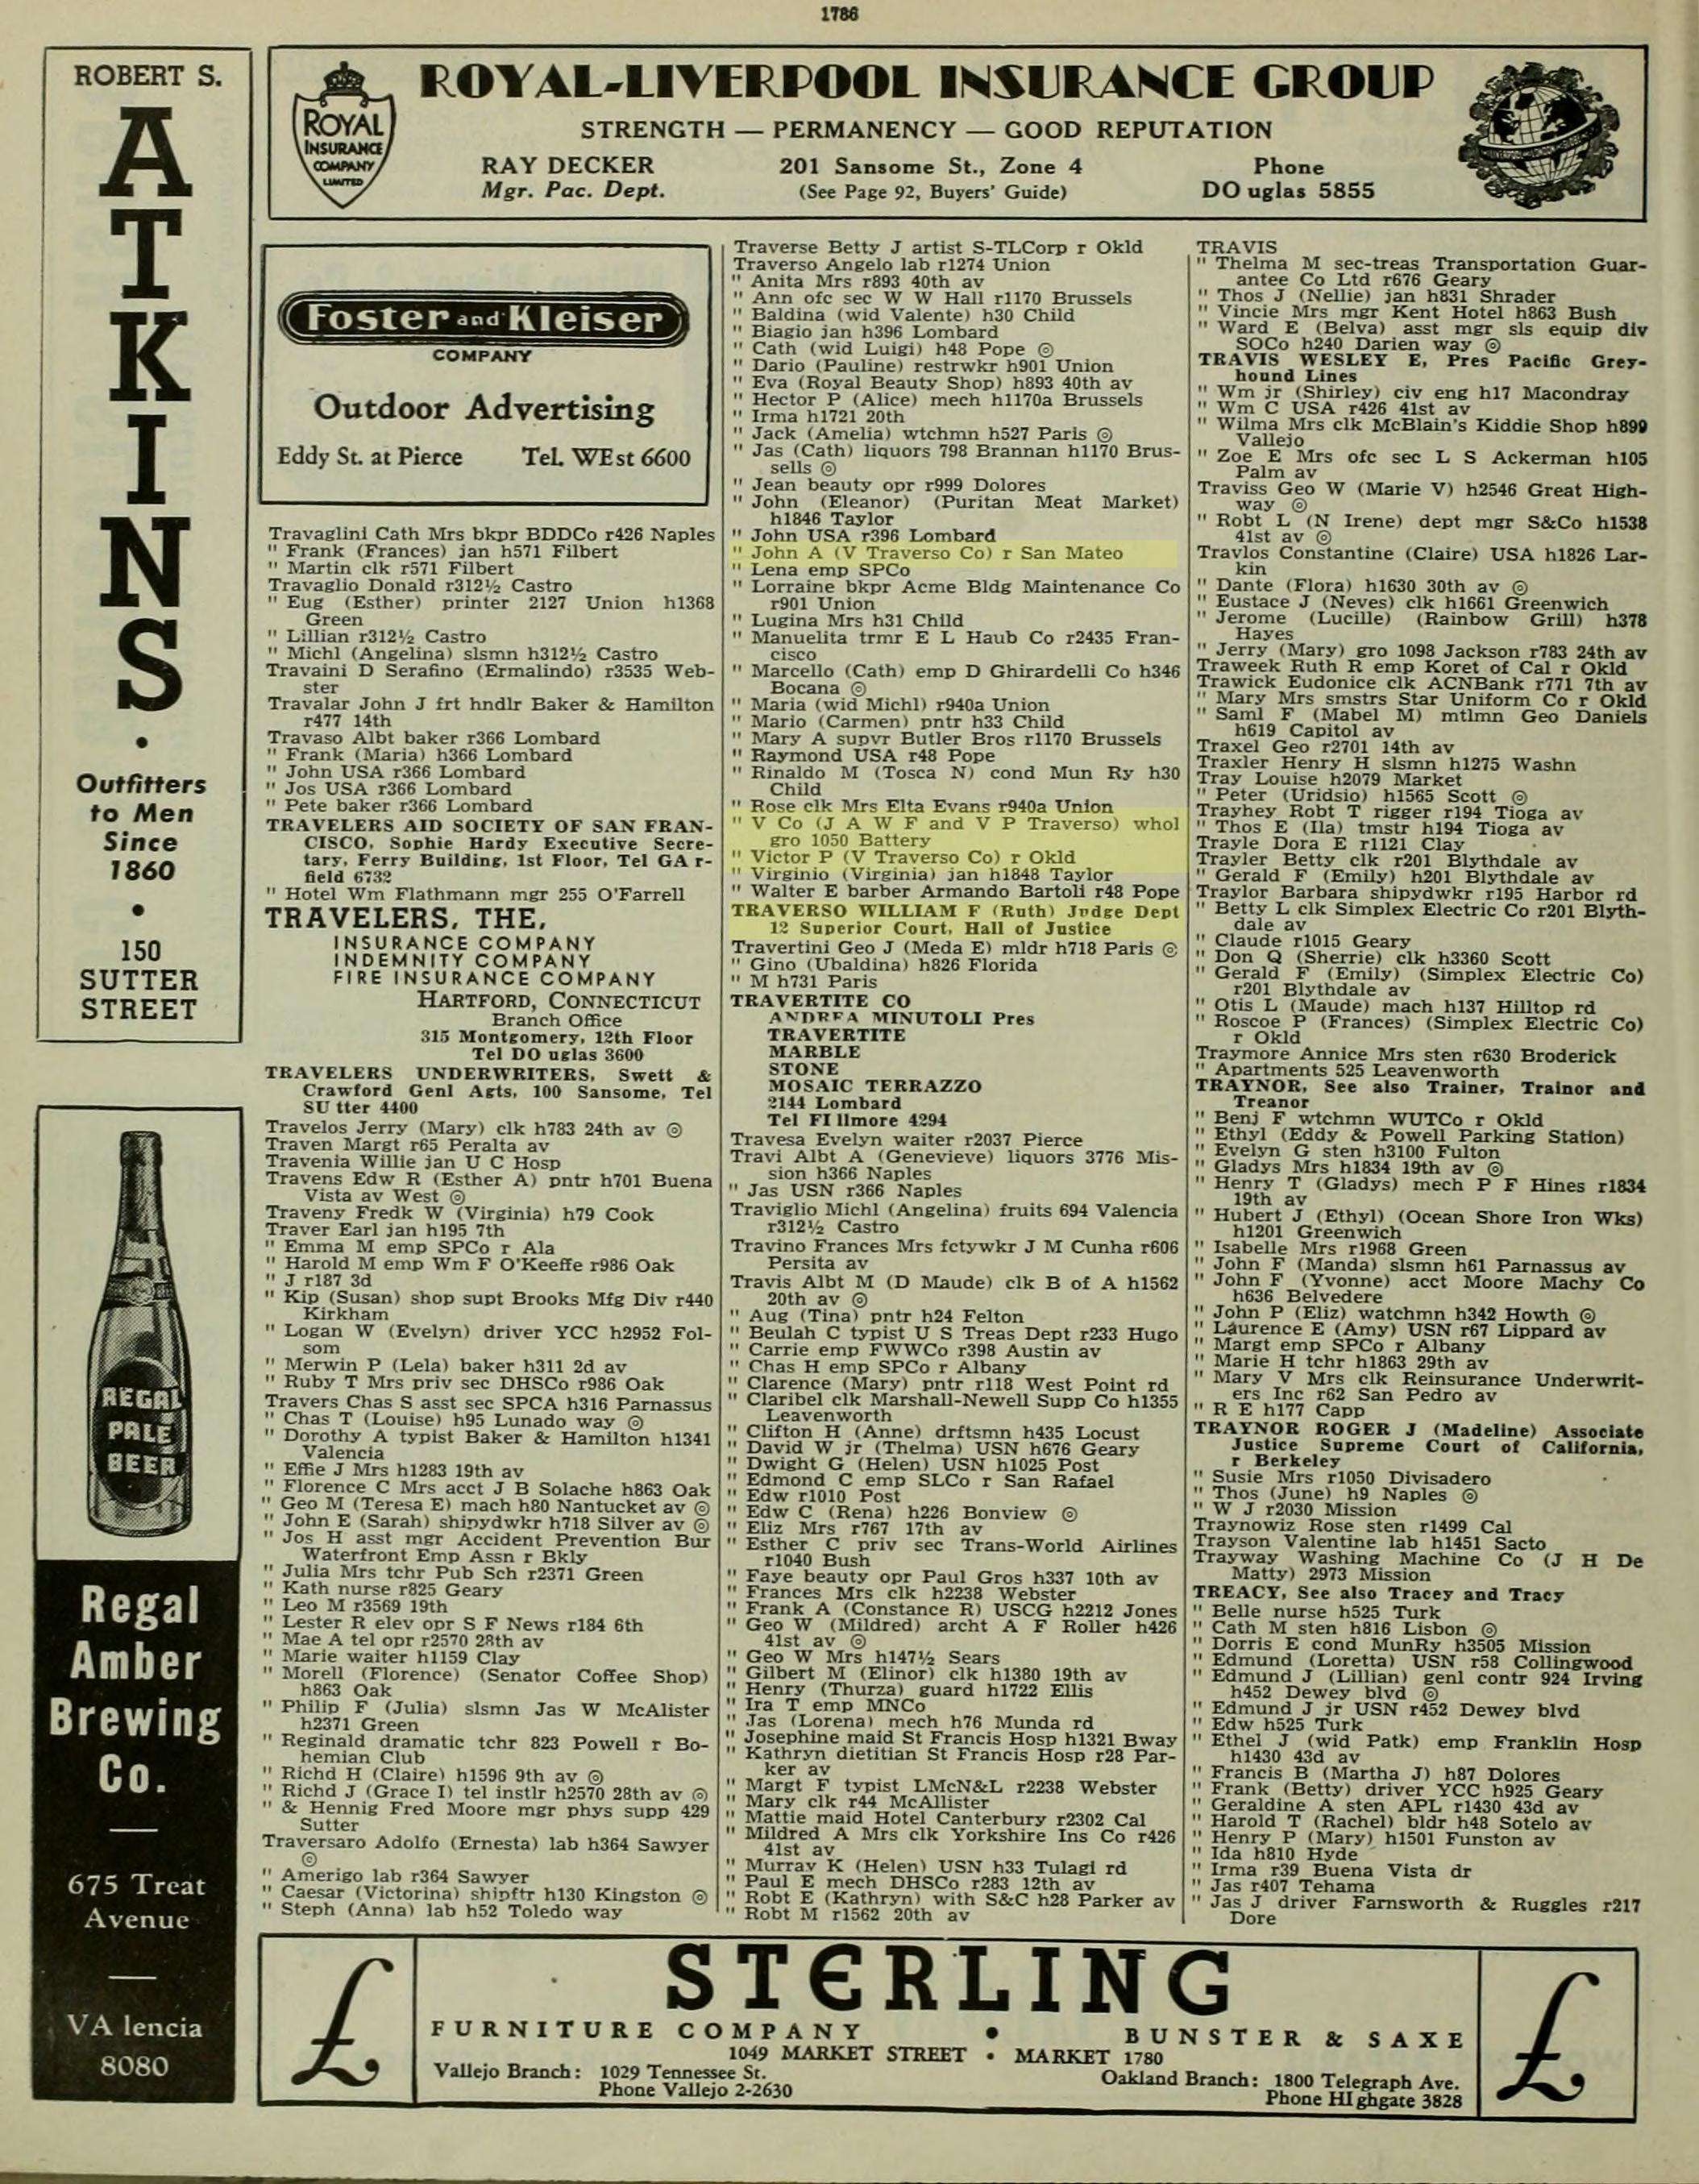 1786
ROBERT S.
ATKINS
•
Outfitters
to Men
Since
1860
•
150
SUTTER
STREET
REGAL
PALE
BEER
Regal
Amber
Brewing
Co.
675 Treat
Avenue
VA lencia
8080
ROYAL
INSURANCE
COMPANY
LIMITED
ROYAL-LIVERPOOL INSURANCE GROUP
STRENGTH — PERMANENCY — GOOD REPUTATION
RAY DECKER 201 Sansome St., Zone 4 Phone
Mgr. Pac. Dept. (See Page 92, Buyers' Guide) DO uglas 5855
Foster and Kleiser
COMPANY
Outdoor Advertising
Eddy St. at Pierce Tel. WEst 6600
Travaglini Cath Mrs bkpr BDDCo r426 Naples
" Frank (Frances) jan h571 Filbert
" Martin clk r571 Filbert
Travaglio Donald r312½ Castro
" Eug (Esther) printer 2127 Union h1368
Green
" Lillian r312½ Castro
" Michl (Angelina) slsmn h312½ Castro
Travaini D Serafino (Ermalindo) r3535 Web-
ster
Travalar John J frt hndlr Baker & Hamilton
r477 14th
Travaso Albt baker r366 Lombard
" Frank (Maria) h366 Lombard
" John USA r366 Lombard
" Jos USA r366 Lombard
" Pete baker r366 Lombard
TRAVELERS AID SOCIETY OF SAN FRAN-
CISCO, Sophie Hardy Executive Secre-
tary, Ferry Building, 1st Floor, Tel GA r-
field 6732
" Hotel Wm Flathmann mgr 255 O'Farrell
TRAVELERS, THE,
INSURANCE COMPANY
INDEMNITY COMPANY
FIRE INSURANCE COMPANY
HARTFORD, CONNECTICUT
Branch Office
315 Montgomery, 12th Floor
Tel DO uglas 3600
TRAVELERS UNDERWRITERS, Swett &
Crawford Genl Agts, 100 Sansome, Tel
SU tter 4400
Travelos Jerry (Mary) clk h783 24th av ⓞ
Traven Margt r65 Peralta av
Travenia Willie jan U C Hosp
Travens Edw R (Esther A) pntr h701 Buena
Vista av West ⓞ
Traveny Fredk W (Virginia) h79 Cook
Traver Earl jan h195 7th
" Emma M emp SPCo r Ala
" Harold M emp Wm F O'Keeffe r986 Oak
" J r187 3d
" Kip (Susan) shop supt Brooks Mfg Div r440
Kirkham
" Logan W (Evelyn) driver YCC h2952 Fol-
som
" Merwin P (Lela) baker h311 2d av
" Ruby T Mrs priv sec DHSCo r986 Oak
Travers Chas S asst sec SPCA h316 Parnassus
" Chas T (Louise) h95 Lunado way ⓞ
" Dorothy A typist Baker & Hamilton h1341
Valencia
" Effie J Mrs h1283 19th av
" Florence C Mrs acct J B Solache h863 Oak
" Geo M (Teresa E) mach h80 Nantucket av ⓞ
" John E (Sarah) shipydwkr h718 Silver av ⓞ
" Jos H asst mgr Accident Prevention Bur
Waterfront Emp Assn r Bkly
" Julia Mrs tchr Pub Sch r2371 Green
" Kath nurse r825 Geary
" Leo M r3569 19th
" Lester R elev opr S F News r184 6th
" Mae A tel opr r2570 28th av
" Marie waiter h1159 Clay
" Morell (Florence) (Senator Coffee Shop)
h863 Oak
" Philip F (Julia) slsmn Jas W McAlister
h2371 Green
" Reginald dramatic tchr 823 Powell r Bo-
hemian Club
" Richd H (Claire) h1596 9th av ⓞ
" Richd J (Grace I) tel instlr h2570 28th av ⓞ
" & Hennig Fred Moore mgr phys supp 429
Sutter
Traversaro Adolfo (Ernesta) lab h364 Sawyer
ⓞ
" Amerigo lab r364 Sawyer
" Caesar (Victorina) shipftr h130 Kingston ⓞ
" Steph (Anna) lab h52 Toledo way
Traverse Betty J artist S-TLCorp r Okld
Traverso Angelo lab r1274 Union
" Anita Mrs r893 40th av
" Ann ofc sec W W Hall r1170 Brussels
" Baldina (wid Valente) h30 Child
" Biagio jan h396 Lombard
" Cath (wid Luigi) h48 Pope ⓞ
" Dario (Pauline) restrwkr h901 Union
" Eva (Royal Beauty Shop) h893 40th av
" Hector P (Alice) mech h1170a Brussels
" Irma h1721 20th
" Jack (Amelia) wtchmn h527 Paris ⓞ
" Jas (Cath) liquors 798 Brannan h1170 Brus-
sells ⓞ
" Jean beauty opr r999 Dolores
" John (Eleanor) (Puritan Meat Market)
h1846 Taylor
" John USA r396 Lombard
" John A (V Traverso Co) r San Mateo
" Lena emp SPCo
" Lorraine bkpr Acme Bldg Maintenance Co
r901 Union
" Lugina Mrs h31 Child
" Manuelita trmr E L Haub Co r2435 Fran-
cisco
" Marcello (Cath) emp D Ghirardelli Co h346
Bocana ⓞ
" Maria (wid Michl) r940a Union
" Mario (Carmen) pntr h33 Child
" Mary A supvr Butler Bros r1170 Brussels
" Raymond USA r48 Pope
" Rinaldo M (Tosca N) cond Mun Ry h30
Child
" Rose clk Mrs Elta Evans r940a Union
" V Co (J A W F and V P Traverso) whol
gro 1050 Battery
" Victor P (V Traverso Co) r Okld
" Virginio (Virginia) jan h1848 Taylor
" Walter E barber Armando Bartoli r48 Pope
TRAVERSO WILLIAM F (Ruth) Judge Dept
12 Superior Court, Hall of Justice
Travertini Geo J (Meda E) mldr h718 Paris ⓞ
" Gino (Ubaldina) h826 Florida
" M h731 Paris
TRAVERTITE CO
ANDREA MINUTOLI Pres
TRAVERTITE
MARBLE
STONE
MOSAIC TERRAZZO
2144 Lombard
Tel FI llmore 4294
Travesa Evelyn waiter r2037 Pierce
Travi Albt A (Genevieve) liquors 3776 Mis-
sion h366 Naples
" Jas USN r366 Naples
Traviglio Michl (Angelina) fruits 694 Valencia
r312½ Castro
Travino Frances Mrs fctywkr J M Cunha r606
Persita av
Travis Albt M (D Maude) clk B of A h1562
20th av ⓞ
" Aug (Tina) pntr h24 Felton
" Beulah C typist U S Treas Dept r233 Hugo
" Carrie emp FWWCo r398 Austin av
" Chas H emp SPCo r Albany
" Clarence (Mary) pntr r118 West Point rd
" Claribel clk Marshall-Newell Supp Co h1355
Leavenworth
" Clifton H (Anne) drftsmn h435 Locust
" David W jr (Thelma) USN h676 Geary
" Dwight G (Helen) USN h1025 Post
" Edmond C emp SLCo r San Rafael
" Edw r1010 Post
" Edw C (Rena) h226 Bonview ⓞ
" Eliz Mrs r767 17th av
" Esther C priv sec Trans-World Airlines
r1040 Bush
" Faye beauty opr Paul Gros h337 10th av
" Frances Mrs clk h2238 Webster
" Frank A (Constance R) USCG h2212 Jones
" Geo W (Mildred) archt A F Roller h426
41st av ⓞ
" Geo W Mrs h147½ Sears
" Gilbert M (Elinor) clk h1380 19th av
" Henry (Thurza) guard h1722 Ellis
" Ira T emp MNCo
" Jas (Lorena) mech h76 Munda rd
" Josephine maid St Francis Hosp h1321 Bway
" Kathryn dietitian St Francis Hosp r28 Par-
ker av
" Margt F typist LMcN&L r2238 Webster
" Mary clk r44 McAllister
" Mattie maid Hotel Canterbury r2302 Cal
" Mildred A Mrs clk Yorkshire Ins Co r426
41st av
" Murray K (Helen) USN h33 Tulagi rd
" Paul E mech DHSCo r283 12th av
" Robt E (Kathryn) with S&C h28 Parker av
" Robt M r1562 20th av
TRAVIS
" Thelma M sec-treas Transportation Guar-
antee Co Ltd r676 Geary
" Thos J (Nellie) jan h831 Shrader
" Vincie Mrs mgr Kent Hotel h863 Bush
" Ward E (Belva) asst mgr sls equip div
SOCo h240 Darien way ⓞ
TRAVIS WESLEY E, Pres Pacific Grey-
hound Lines
" Wm jr (Shirley) civ eng h17 Macondray
" Wm C USA r426 41st av
" Wilma Mrs clk McBlain's Kiddie Shop h899
Vallejo
" Zoe E Mrs ofc sec L S Ackerman h105
Palm av
Traviss Geo W (Marie V) h2546 Great High-
way ⓞ
" Robt L (N Irene) dept mgr S&Co h1538
41st av ⓞ
Travlos Constantine (Claire) USA h1826 Lar-
kin
" Dante (Flora) h1630 30th av ⓞ
" Eustace J (Neves) clk h1661 Greenwich
" Jerome (Lucille) (Rainbow Grill) h378
Hayes
" Jerry (Mary) gro 1098 Jackson r783 24th av
Traweek Ruth R emp Koret of Cal r Okld
Trawick Eudonice clk ACNBank r771 7th av
" Mary Mrs smstrs Star Uniform Co r Okld
" Saml F (Mabel M) mtlmn Geo Daniels
h619 Capitol av
Traxel Geo r2701 14th av
Traxler Henry H slsmn h1275 Washn
Tray Louise h2079 Market
" Peter (Uridsio) h1565 Scott ⓞ
Trayhey Robt T rigger r194 Tioga av
" Thos E (Ila) tmstr h194 Tioga av
Trayle Dora E r1121 Clay
Trayler Betty clk r201 Blythdale av
" Gerald F (Emily) h201 Blythdale av
Traylor Barbara shipydwkr r195 Harbor rd
" Betty L clk Simplex Electric Co r201 Blyth-
dale av
" Claude r1015 Geary
" Don Q (Sherrie) clk h3360 Scott
" Gerald F (Emily) (Simplex Electric Co)
r201 Blythdale av
" Otis L (Maude) mach h137 Hilltop rd
" Roscoe P (Frances) (Simplex Electric Co)
r Okld
Traymore Annice Mrs sten r630 Broderick
" Apartments 525 Leavenworth
TRAYNOR, See also Trainer, Trainor and
Treanor
" Benj F wtchmn WUTCo r Okld
" Ethyl (Eddy & Powell Parking Station)
" Evelyn G sten h3100 Fulton
" Gladys Mrs h1834 19th av ⓞ
" Henry T (Gladys) mech P F Hines r1834
19th av
" Hubert J (Ethyl) (Ocean Shore Iron Wks)
h1201 Greenwich
" Isabelle Mrs r1968 Green
" John F (Manda) slsmn h61 Parnassus av
" John F (Yvonne) acct Moore Machy Co
h636 Belvedere
" John P (Eliz) watchmn h342 Howth ⓞ
" Laurence E (Amy) USN r67 Lippard av
" Margt emp SPCo r Albany
" Marie H tchr h1863 29th av
" Mary V Mrs clk Reinsurance Underwrit-
ers Inc r62 San Pedro av
" R E h177 Capp
TRAYNOR ROGER J (Madeline) Associate
Justice Supreme Court of California,
r Berkeley
" Susie Mrs r1050 Divisadero
" Thos (June) h9 Naples ⓞ
" W J r2030 Mission
Traynowiz Rose sten r1499 Cal
Trayson Valentine lab h1451 Sacto
Trayway Washing Machine Co (J H De
Matty) 2973 Mission
TREACY, See also Tracey and Tracy
" Belle nurse h525 Turk
" Cath M sten h816 Lisbon ⓞ
" Dorris E cond MunRy h3505 Mission
" Edmund (Loretta) USN r58 Collingwood
" Edmund J (Lillian) genl contr 924 Irving
h452 Dewey blvd ⓞ
" Edmund J jr USN r452 Dewey blvd
" Edw h525 Turk
" Ethel J (wid Patk) emp Franklin Hosp
h1430 43d av
" Francis B (Martha J) h87 Dolores
" Frank (Betty) driver YCC h925 Geary
" Geraldine A sten APL r1430 43d av
" Harold T (Rachel) bldr h48 Sotelo av
" Henry P (Mary) h1501 Funston av
" Ida h810 Hyde
" Irma r39 Buena Vista dr
" Jas r407 Tehama
" Jas J driver Farnsworth & Ruggles r217
Dore
£
STERLING
FURNITURE COMPANY • BUNSTER & SAXE
1049 MARKET STREET • MARKET 1780
Vallejo Branch: 1029 Tennessee St.
Phone Vallejo 2-2630
Oakland Branch: 1800 Telegraph Ave.
Phone HI ghgate 3828
£